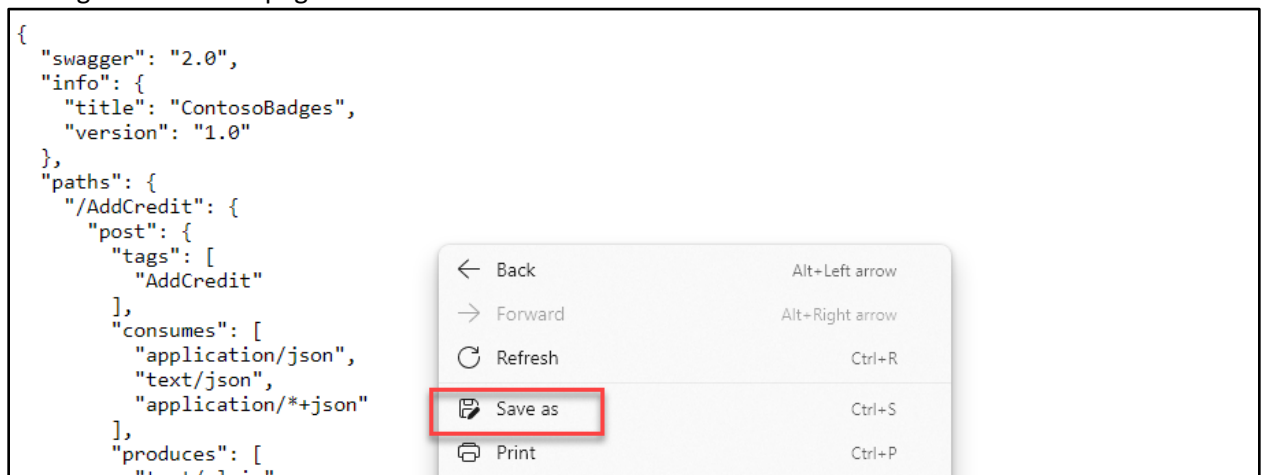 {
"swagger": "2.0",
"info": {
"title": "ContosoBadges",
"version": "1.0"
},
"paths": {
"/AddCredit": {
"post": {
"tags": [
"AddCredit"
],
"consumes": [
"application/json",
"text/json",
"application/*+json"
],
"produces": [
Back Alt+Left arrow
Forward Alt+Right arrow
Refresh Ctrl+R
Save as Ctrl+S
Print Ctrl+P